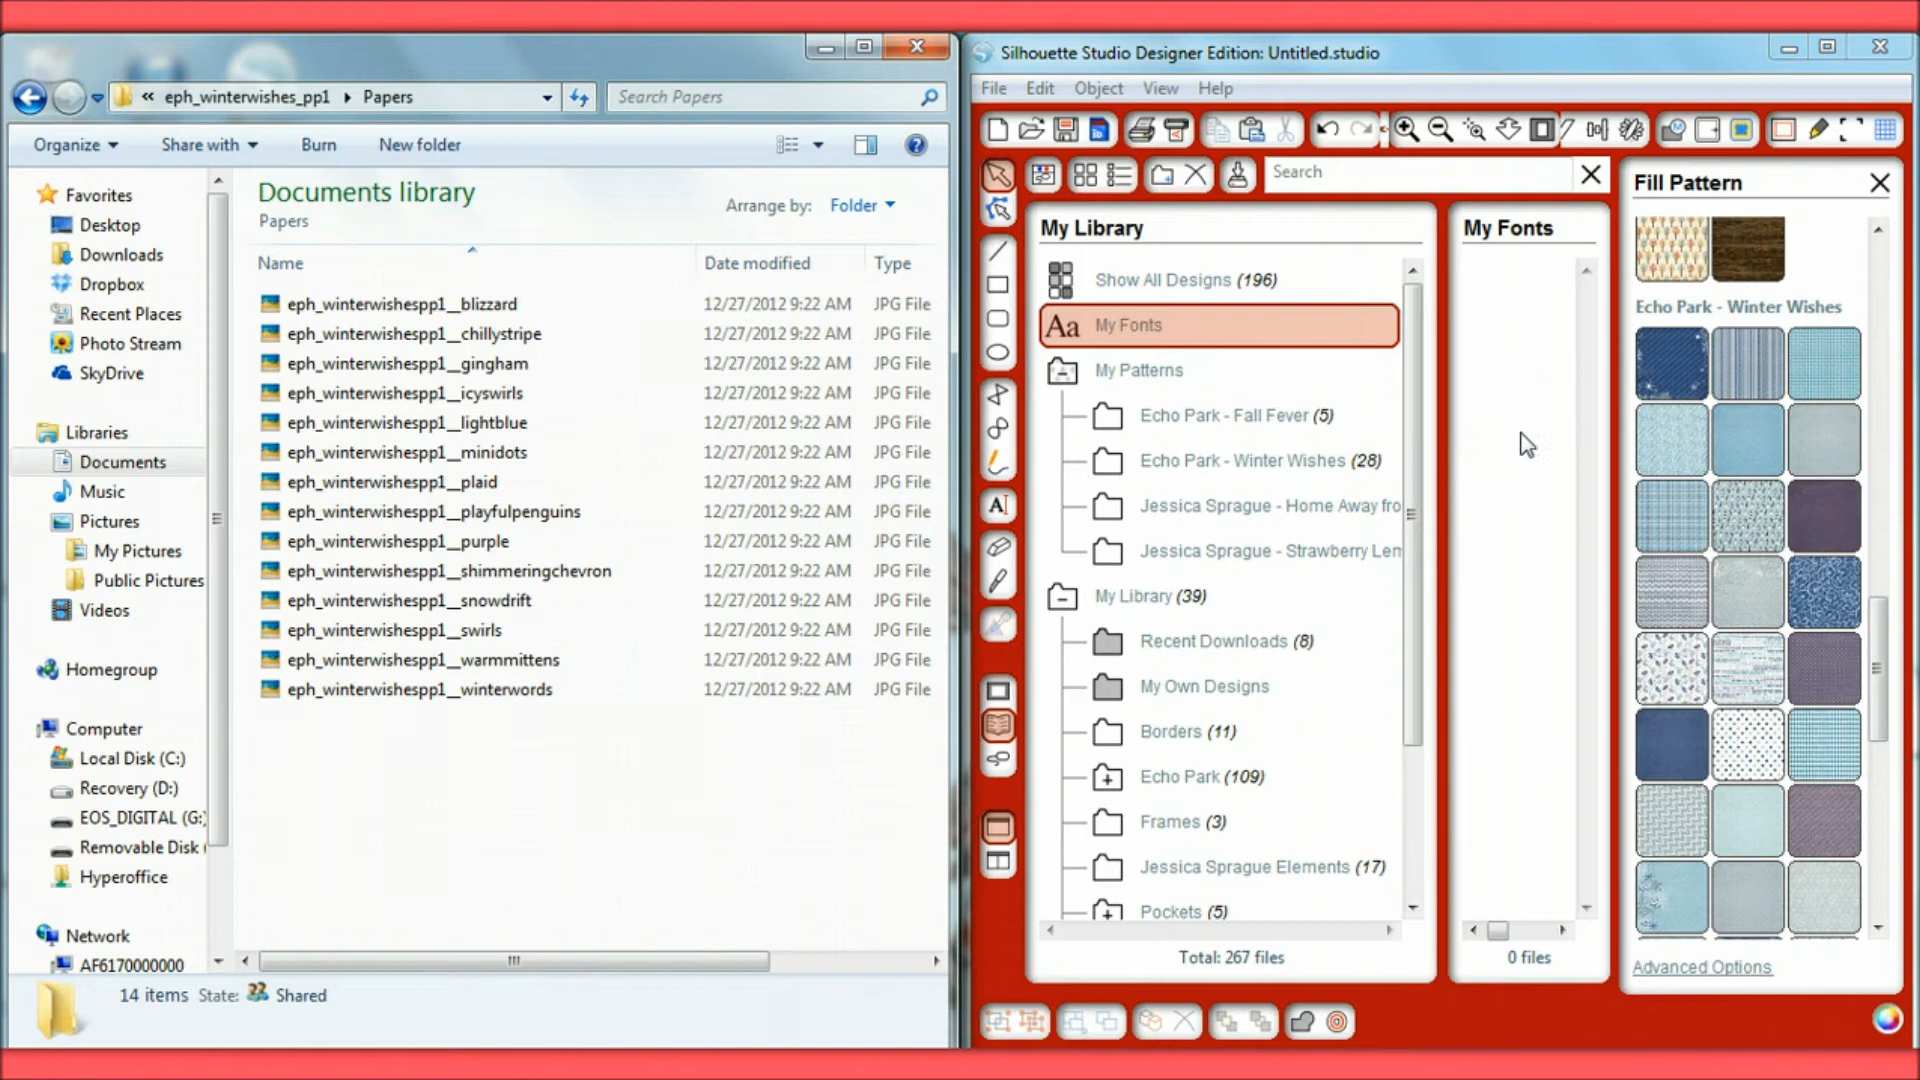 eph_winterwishes_pp1 Papers
Search Papers
Organize Share with Burn New folder
Favorites
Desktop
Downloads
Dropbox
Recent Places
Photo Stream
SkyDrive
Libraries
Documents
Music
Pictures
My Pictures
Public Pictures
Videos
Homegroup
Computer
Local Disk (C:)
Recovery (D:)
EOS_DIGITAL (G:)
Removable Disk (
Hyperoffice
Network
AF6170000000
Documents library
Papers
Arrange by: Folder
Name Date modified Type
eph_winterwishespp1__blizzard 12/27/2012 9:22 AM JPG File
eph_winterwishespp1__chillystripe 12/27/2012 9:22 AM JPG File
eph_winterwishespp1__gingham 12/27/2012 9:22 AM JPG File
eph_winterwishespp1__icyswirls 12/27/2012 9:22 AM JPG File
eph_winterwishespp1__lightblue 12/27/2012 9:22 AM JPG File
eph_winterwishespp1__minidots 12/27/2012 9:22 AM JPG File
eph_winterwishespp1__plaid 12/27/2012 9:22 AM JPG File
eph_winterwishespp1__playfulpenguins 12/27/2012 9:22 AM JPG File
eph_winterwishespp1__purple 12/27/2012 9:22 AM JPG File
eph_winterwishespp1__shimmeringchevron 12/27/2012 9:22 AM JPG File
eph_winterwishespp1__snowdrift 12/27/2012 9:22 AM JPG File
eph_winterwishespp1__swirls 12/27/2012 9:22 AM JPG File
eph_winterwishespp1__warmmittens 12/27/2012 9:22 AM JPG File
eph_winterwishespp1__winterwords 12/27/2012 9:22 AM JPG File
14 items State: Shared
Silhouette Studio Designer Edition: Untitled.studio
File Edit Object View Help
Search
My Library
Show All Designs (196)
Aa My Fonts
My Patterns
Echo Park - Fall Fever (5)
Echo Park - Winter Wishes (28)
Jessica Sprague - Home Away fro
Jessica Sprague - Strawberry Lem
My Library (39)
Recent Downloads (8)
My Own Designs
Borders (11)
Echo Park (109)
Frames (3)
Jessica Sprague Elements (17)
Pockets (5)
Total: 267 files
My Fonts
0 files
Fill Pattern
Echo Park - Winter Wishes
Advanced Options